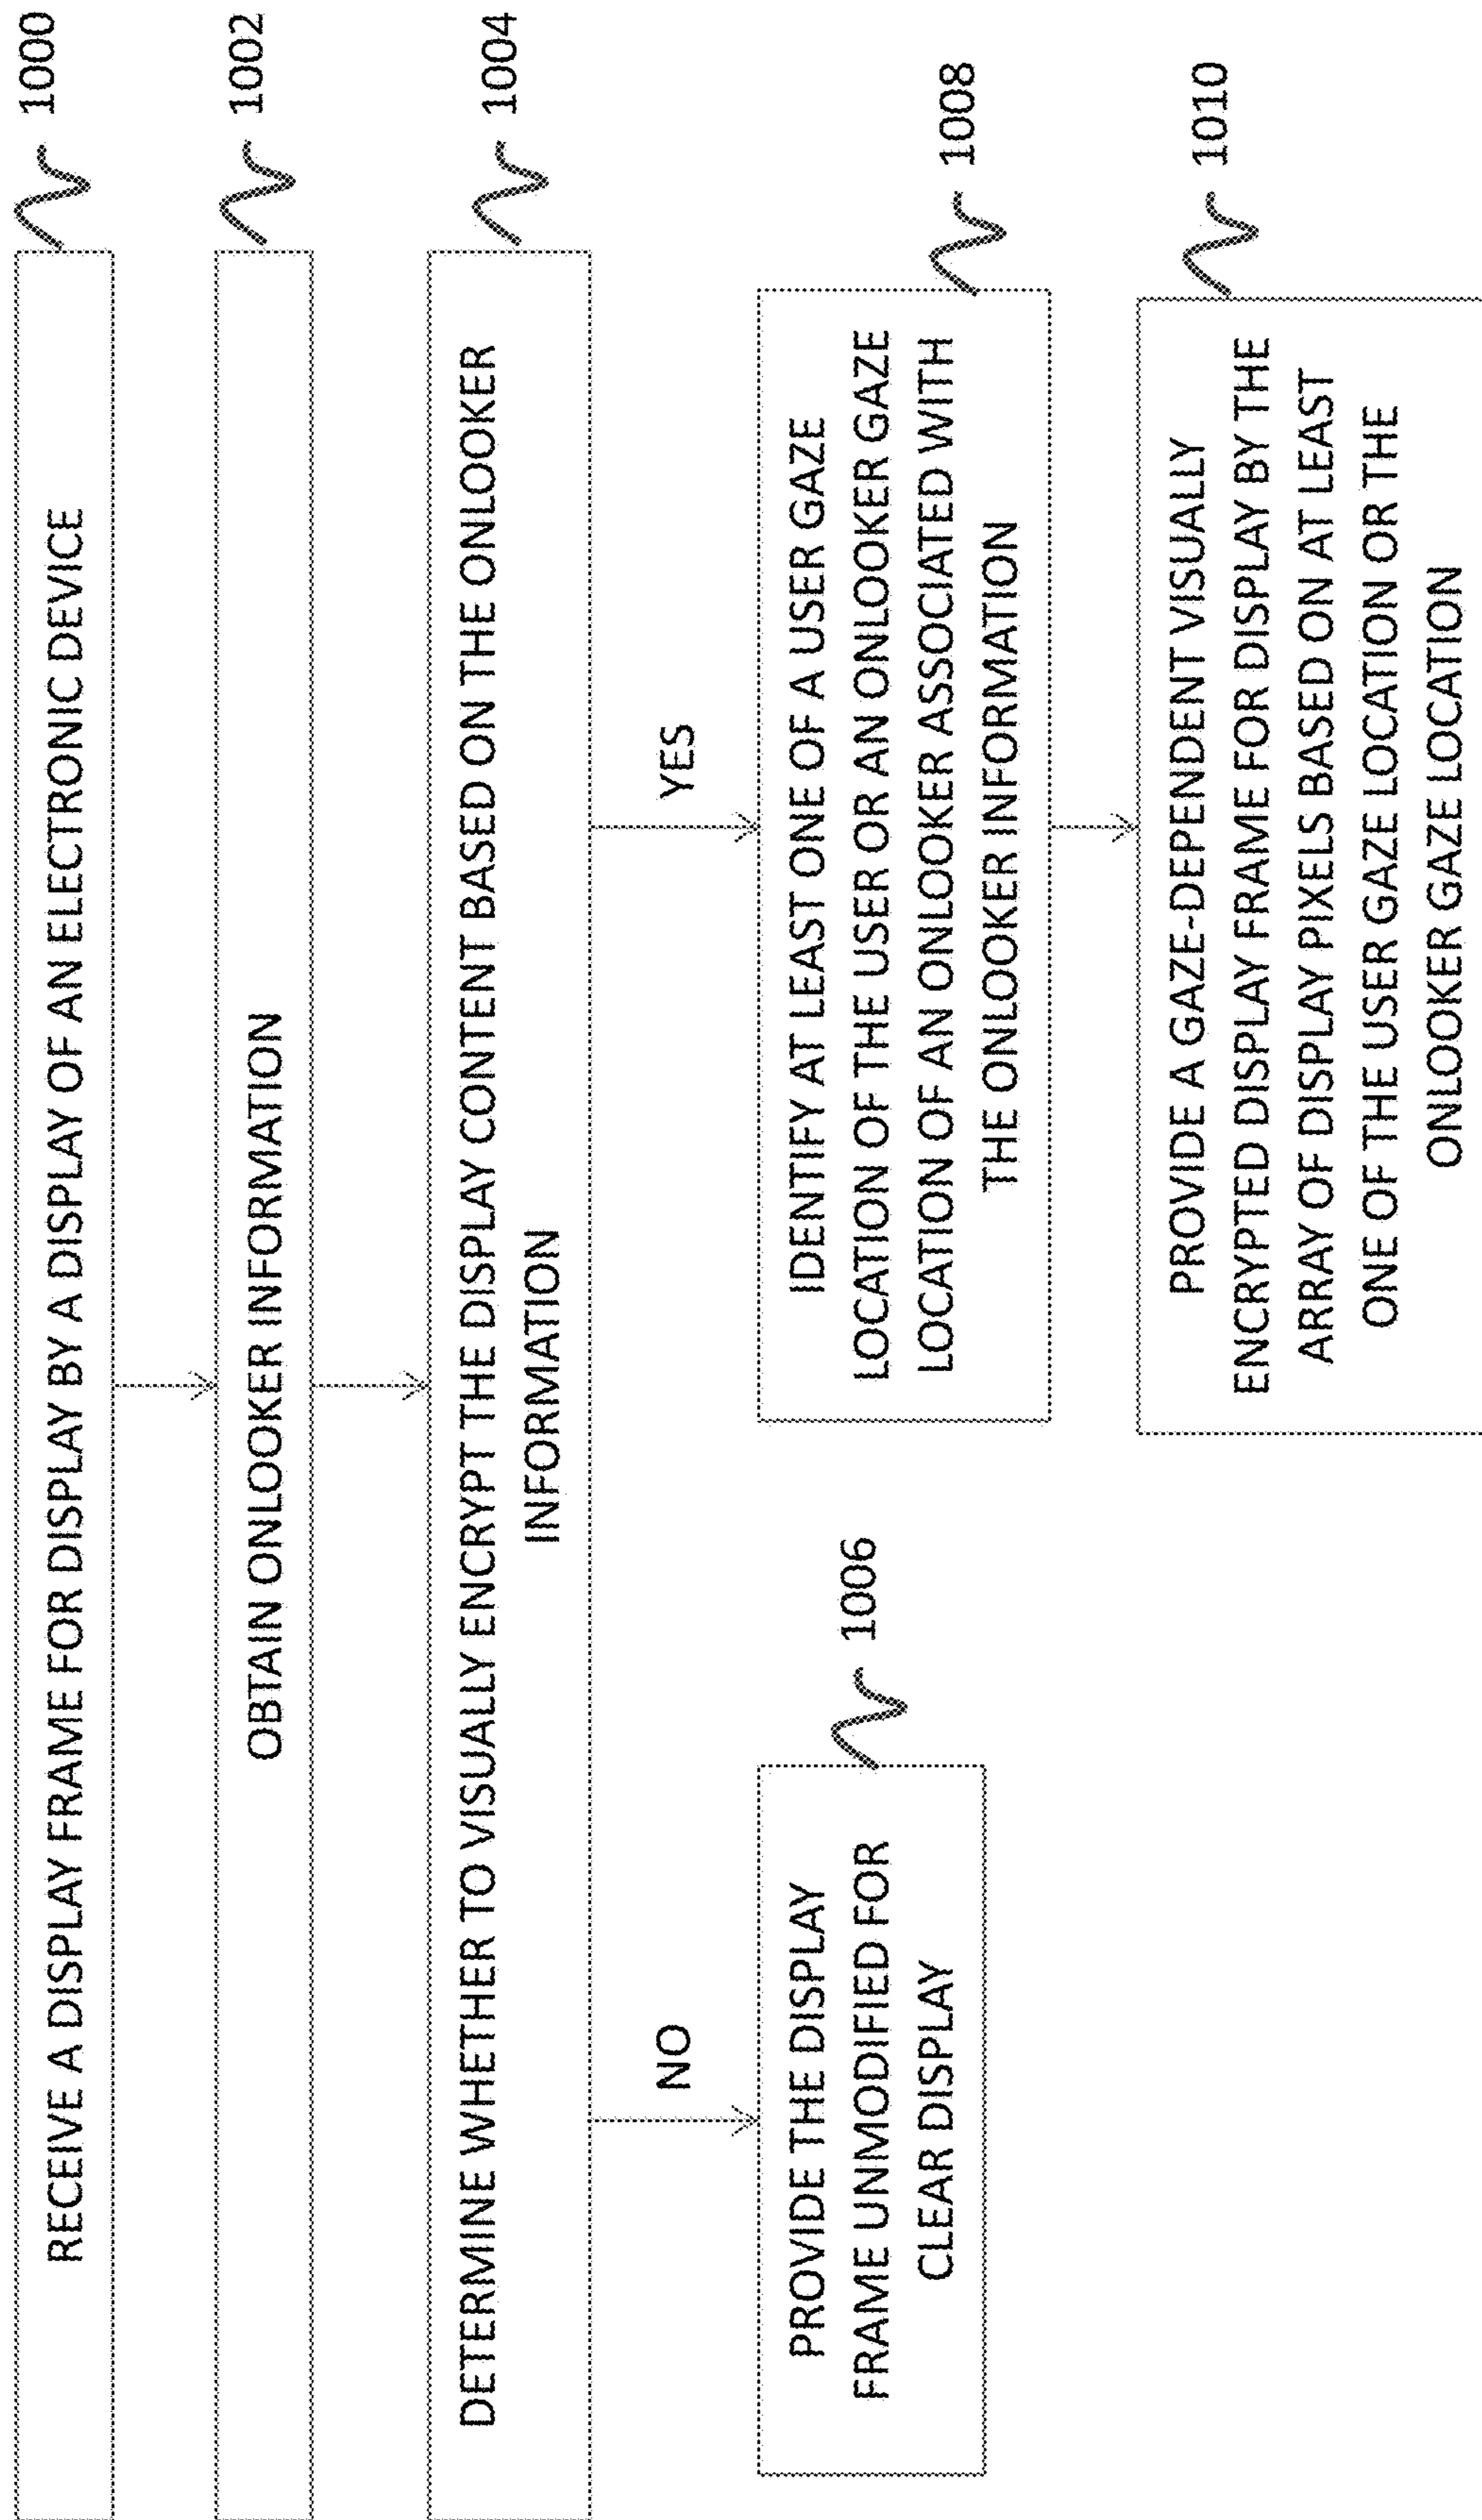 RECEIVE A DISPLAY FRAME FOR DISPLAY BY A DISPLAY OF AN ELECTRONIC DEVICE
1000
OBTAIN ONLOOKER INFORMATION
1002
DETERMINE WHETHER TO VISUALLY ENCRYPT THE DISPLAY CONTENT BASED ON THE ONLOOKER
INFORMATION
1004
NO
YES
PROVIDE THE DISPLAY
FRAME UNMODIFIED FOR
CLEAR DISPLAY
1006
IDENTIFY AT LEAST ONE OF A USER GAZE
LOCATION OF THE USER OR AN ONLOOKER GAZE
LOCATION OF AN ONLOOKER ASSOCIATED WITH
THE ONLOOKER INFORMATION
1008
PROVIDE A GAZE-DEPENDENT VISUALLY
ENCRYPTED DISPLAY FRAME FOR DISPLAY BY THE
ARRAY OF DISPLAY PIXELS BASED ON AT LEAST
ONE OF THE USER GAZE LOCATION OR THE
ONLOOKER GAZE LOCATION
1010